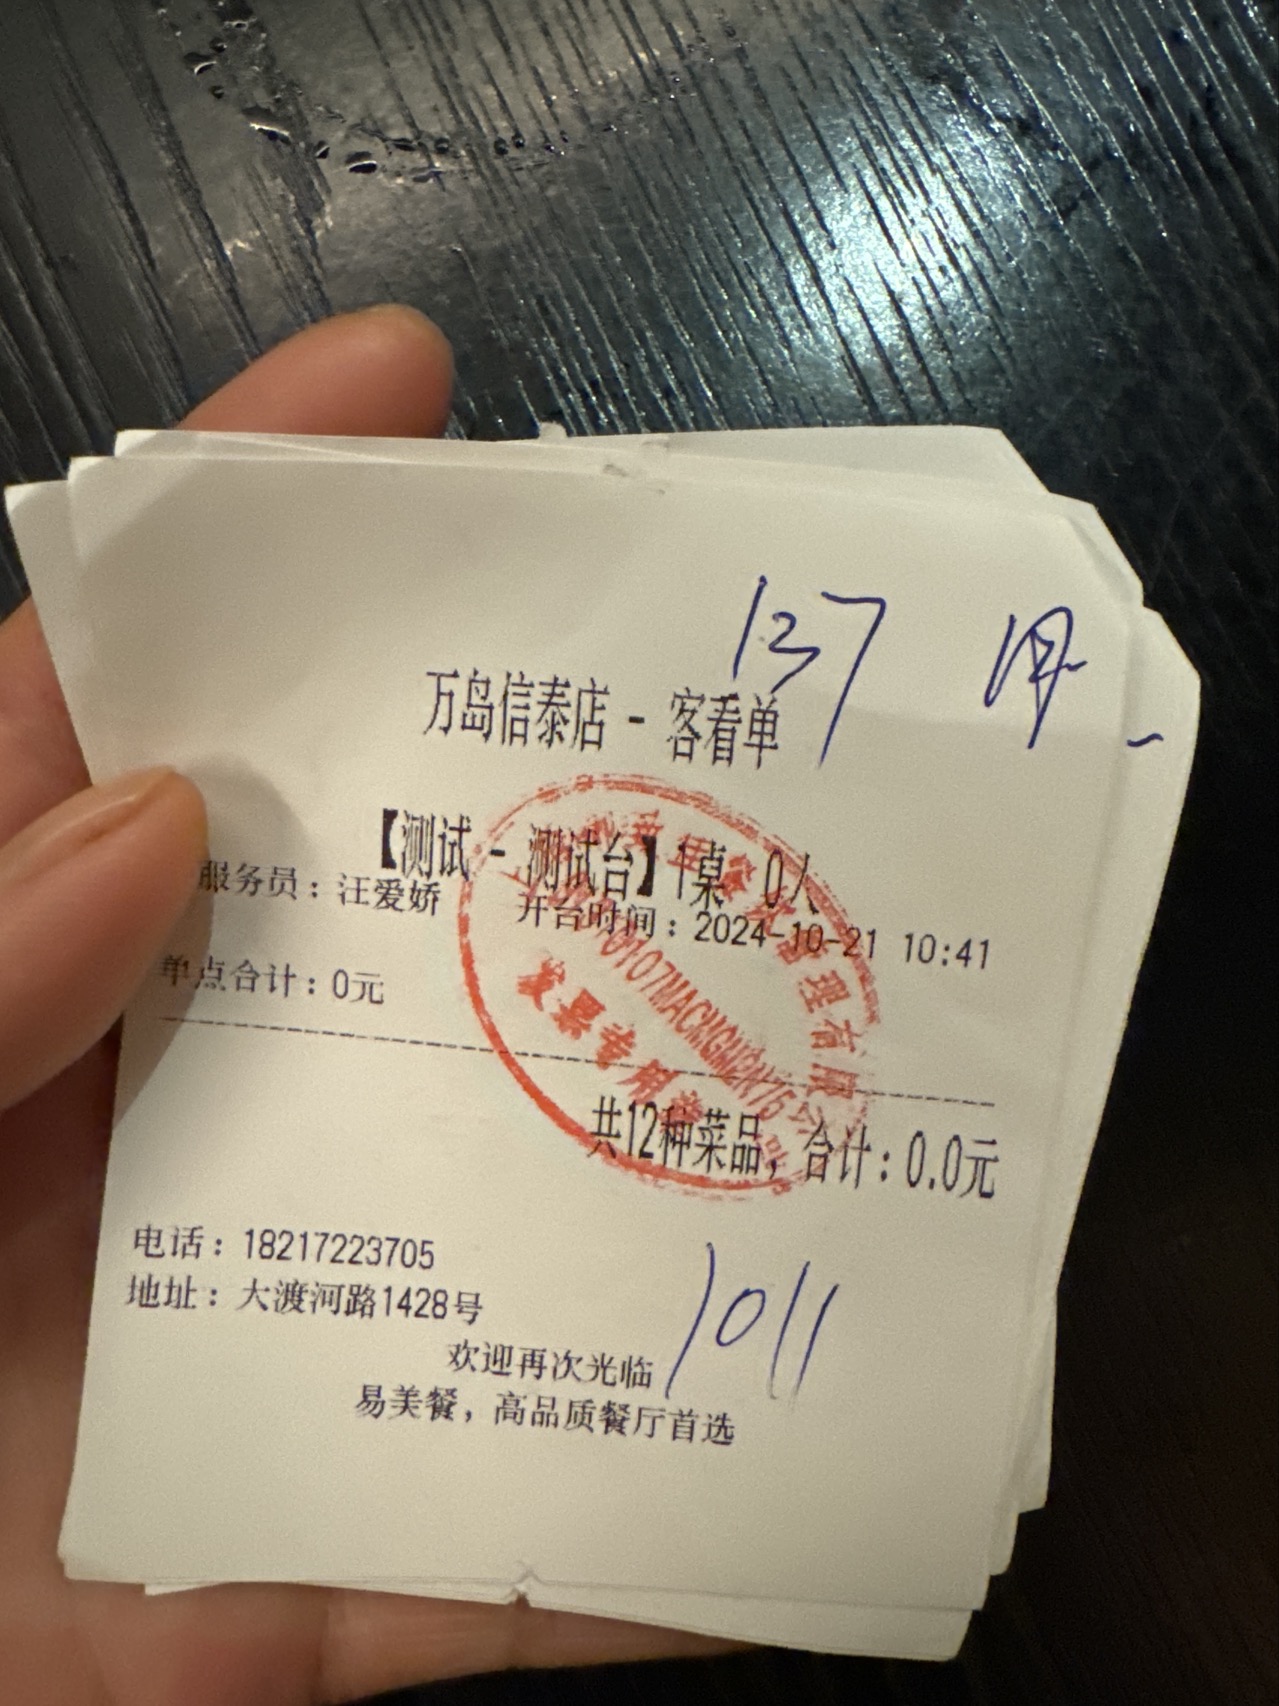 137
万岛信泰店 - 客看单
【测试 - 测试台】1桌 0人
服务员：汪爱娇 开台时间：2024-10-21 10:41
单点合计：0元
发票专用章
共12种菜品，合计：0.0元
电话：18217223705
地址：大渡河路1428号
1011
欢迎再次光临
易美餐，高品质餐厅首选